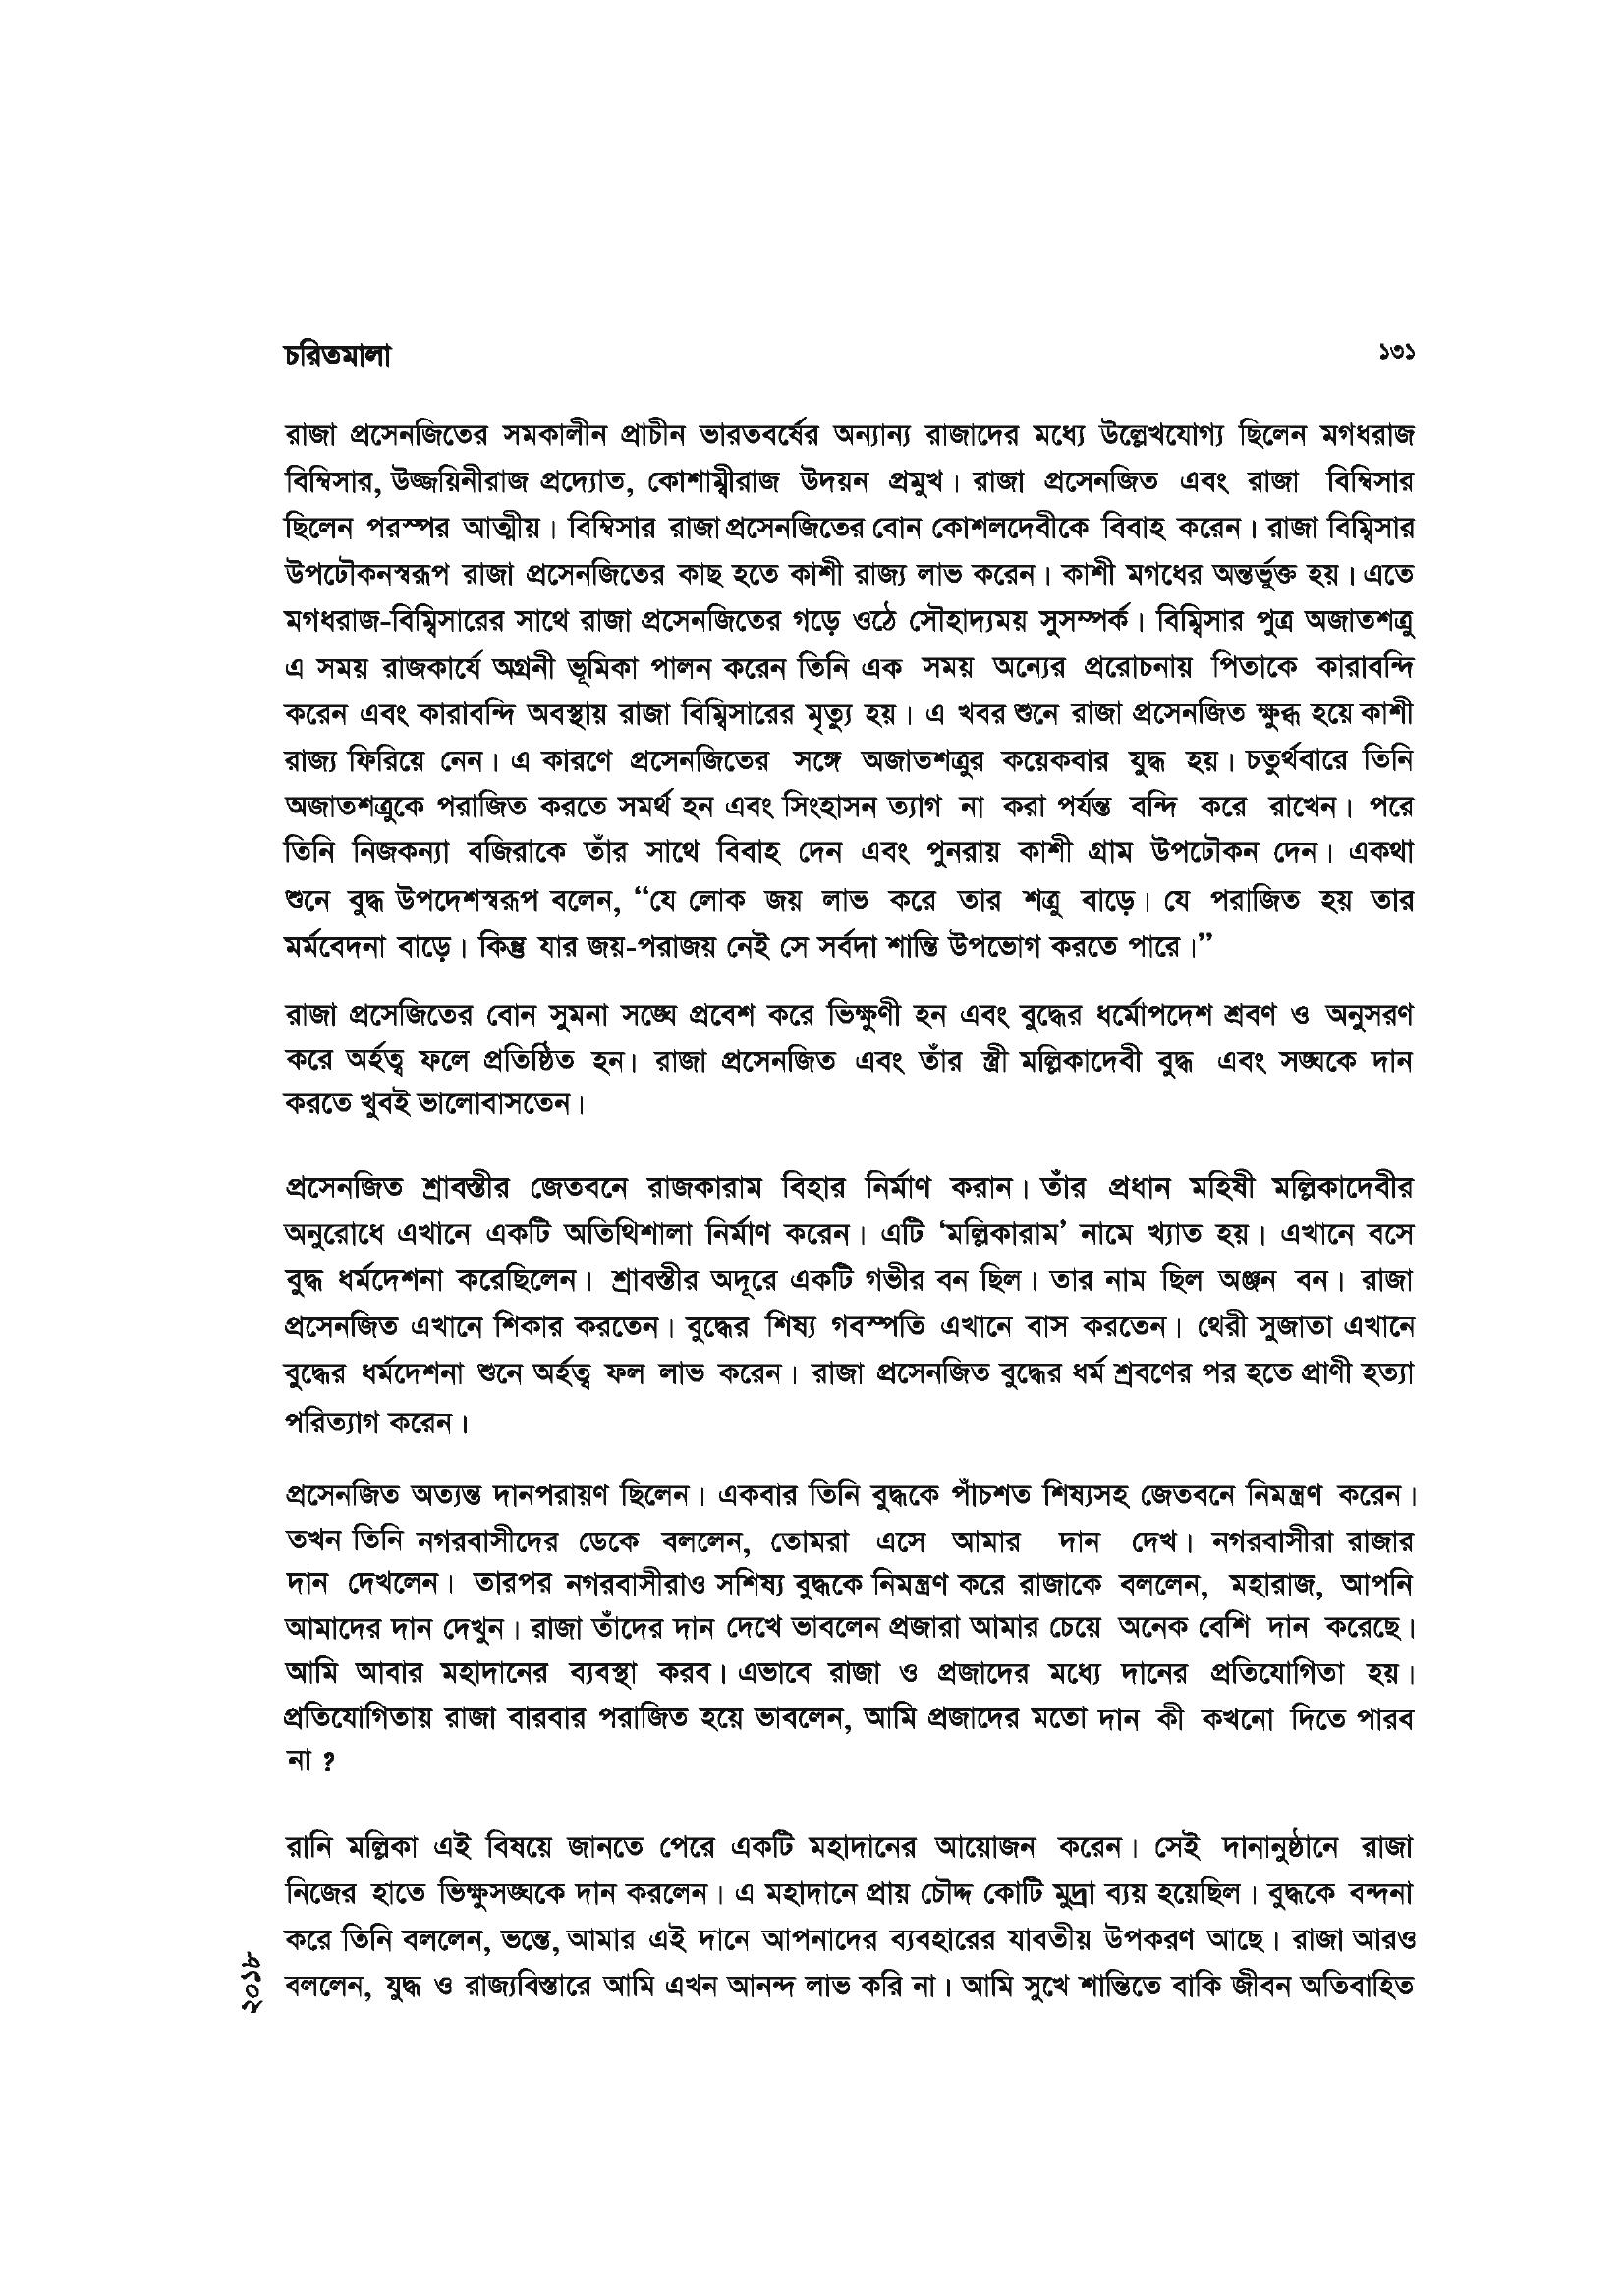 চরিতমালা ১৩১
রাজা প্রসেনজিতের সমকালীন প্রাচীন ভারতবর্ষের অন্যান্য রাজাদের মধ্যে উল্লেখযোগ্য ছিলেন মগধরাজ
বিম্বিসার, উজ্জয়িনীরাজ প্রদ্যোত, কোশাম্বীরাজ উদয়ন প্রমুখ। রাজা প্রসেনজিত এবং রাজা বিম্বিসার
ছিলেন পরস্পর আত্মীয়। বিম্বিসার রাজা প্রসেনজিতের বোন কোশলদেবীকে বিবাহ করেন। রাজা বিম্বিসার
উপঢৌকনস্বরূপ রাজা প্রসেনজিতের কাছ হতে কাশী রাজ্য লাভ করেন। কাশী মগধের অন্তর্ভুক্ত হয়। এতে
মগধরাজ-বিম্বিসারের সাথে রাজা প্রসেনজিতের গড়ে ওঠে সৌহাদ্যময় সুসম্পর্ক। বিম্বিসার পুত্র অজাতশত্রু
এ সময় রাজকার্যে অগ্রনী ভূমিকা পালন করেন তিনি এক সময় অন্যের প্ররোচনায় পিতাকে কারাবন্দি
করেন এবং কারাবন্দি অবস্থায় রাজা বিম্বিসারের মৃত্যু হয়। এ খবর শুনে রাজা প্রসেনজিত ক্ষুব্ধ হয়ে কাশী
রাজ্য ফিরিয়ে নেন। এ কারণে প্রসেনজিতের সঙ্গে অজাতশত্রুর কয়েকবার যুদ্ধ হয়। চতুর্থবারে তিনি
অজাতশত্রুকে পরাজিত করতে সমর্থ হন এবং সিংহাসন ত্যাগ না করা পর্যন্ত বন্দি করে রাখেন। পরে
তিনি নিজকন্যা বজিরাকে তাঁর সাথে বিবাহ দেন এবং পুনরায় কাশী গ্রাম উপঢৌকন দেন। একথা
শুনে বুদ্ধ উপদেশস্বরূপ বলেন, “যে লোক জয় লাভ করে তার শত্রু বাড়ে। যে পরাজিত হয় তার
মর্মবেদনা বাড়ে। কিন্তু যার জয়-পরাজয় নেই সে সর্বদা শান্তি উপভোগ করতে পারে।”
রাজা প্রসেজিতের বোন সুমনা সঙ্ঘে প্রবেশ করে ভিক্ষুণী হন এবং বুদ্ধের ধর্মোপদেশ শ্রবণ ও অনুসরণ
করে অর্হত্ব ফলে প্রতিষ্ঠিত হন। রাজা প্রসেনজিত এবং তাঁর স্ত্রী মল্লিকাদেবী বুদ্ধ এবং সঙ্ঘকে দান
করতে খুবই ভালোবাসতেন।
প্রসেনজিত শ্রাবস্তীর জেতবনে রাজকারাম বিহার নির্মাণ করান। তাঁর প্রধান মহিষী মল্লিকাদেবীর
অনুরোধে এখানে একটি অতিথিশালা নির্মাণ করেন। এটি ‘মল্লিকারাম’ নামে খ্যাত হয়। এখানে বসে
বুদ্ধ ধর্মদেশনা করেছিলেন। শ্রাবস্তীর অদূরে একটি গভীর বন ছিল। তার নাম ছিল অঞ্জন বন। রাজা
প্রসেনজিত এখানে শিকার করতেন। বুদ্ধের শিষ্য গবস্পতি এখানে বাস করতেন। থেরী সুজাতা এখানে
বুদ্ধের ধর্মদেশনা শুনে অর্হত্ব ফল লাভ করেন। রাজা প্রসেনজিত বুদ্ধের ধর্ম শ্রবণের পর হতে প্রাণী হত্যা
পরিত্যাগ করেন।
প্রসেনজিত অত্যন্ত দানপরায়ণ ছিলেন। একবার তিনি বুদ্ধকে পাঁচশত শিষ্যসহ জেতবনে নিমন্ত্রণ করেন।
তখন তিনি নগরবাসীদের ডেকে বললেন, তোমরা এসে আমার দান দেখ। নগরবাসীরা রাজার
দান দেখলেন। তারপর নগরবাসীরাও সশিষ্য বুদ্ধকে নিমন্ত্রণ করে রাজাকে বললেন, মহারাজ, আপনি
আমাদের দান দেখুন। রাজা তাঁদের দান দেখে ভাবলেন প্রজারা আমার চেয়ে অনেক বেশি দান করেছে।
আমি আবার মহাদানের ব্যবস্থা করব। এভাবে রাজা ও প্রজাদের মধ্যে দানের প্রতিযোগিতা হয়।
প্রতিযোগিতায় রাজা বারবার পরাজিত হয়ে ভাবলেন, আমি প্রজাদের মতো দান কী কখনো দিতে পারব
না ?
রানি মল্লিকা এই বিষয়ে জানতে পেরে একটি মহাদানের আয়োজন করেন। সেই দানানুষ্ঠানে রাজা
নিজের হাতে ভিক্ষুসঙ্ঘকে দান করলেন। এ মহাদানে প্রায় চৌদ্দ কোটি মুদ্রা ব্যয় হয়েছিল। বুদ্ধকে বন্দনা
করে তিনি বললেন, ভন্তে, আমার এই দানে আপনাদের ব্যবহারের যাবতীয় উপকরণ আছে। রাজা আরও
বললেন, যুদ্ধ ও রাজ্যবিস্তারে আমি এখন আনন্দ লাভ করি না। আমি সুখে শান্তিতে বাকি জীবন অতিবাহিত
২০১৮